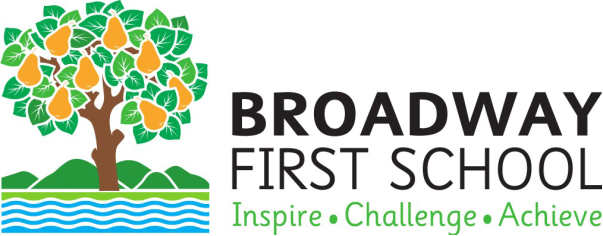 BROADWAY
FIRST SCHOOL
Inspire • Challenge • Achieve